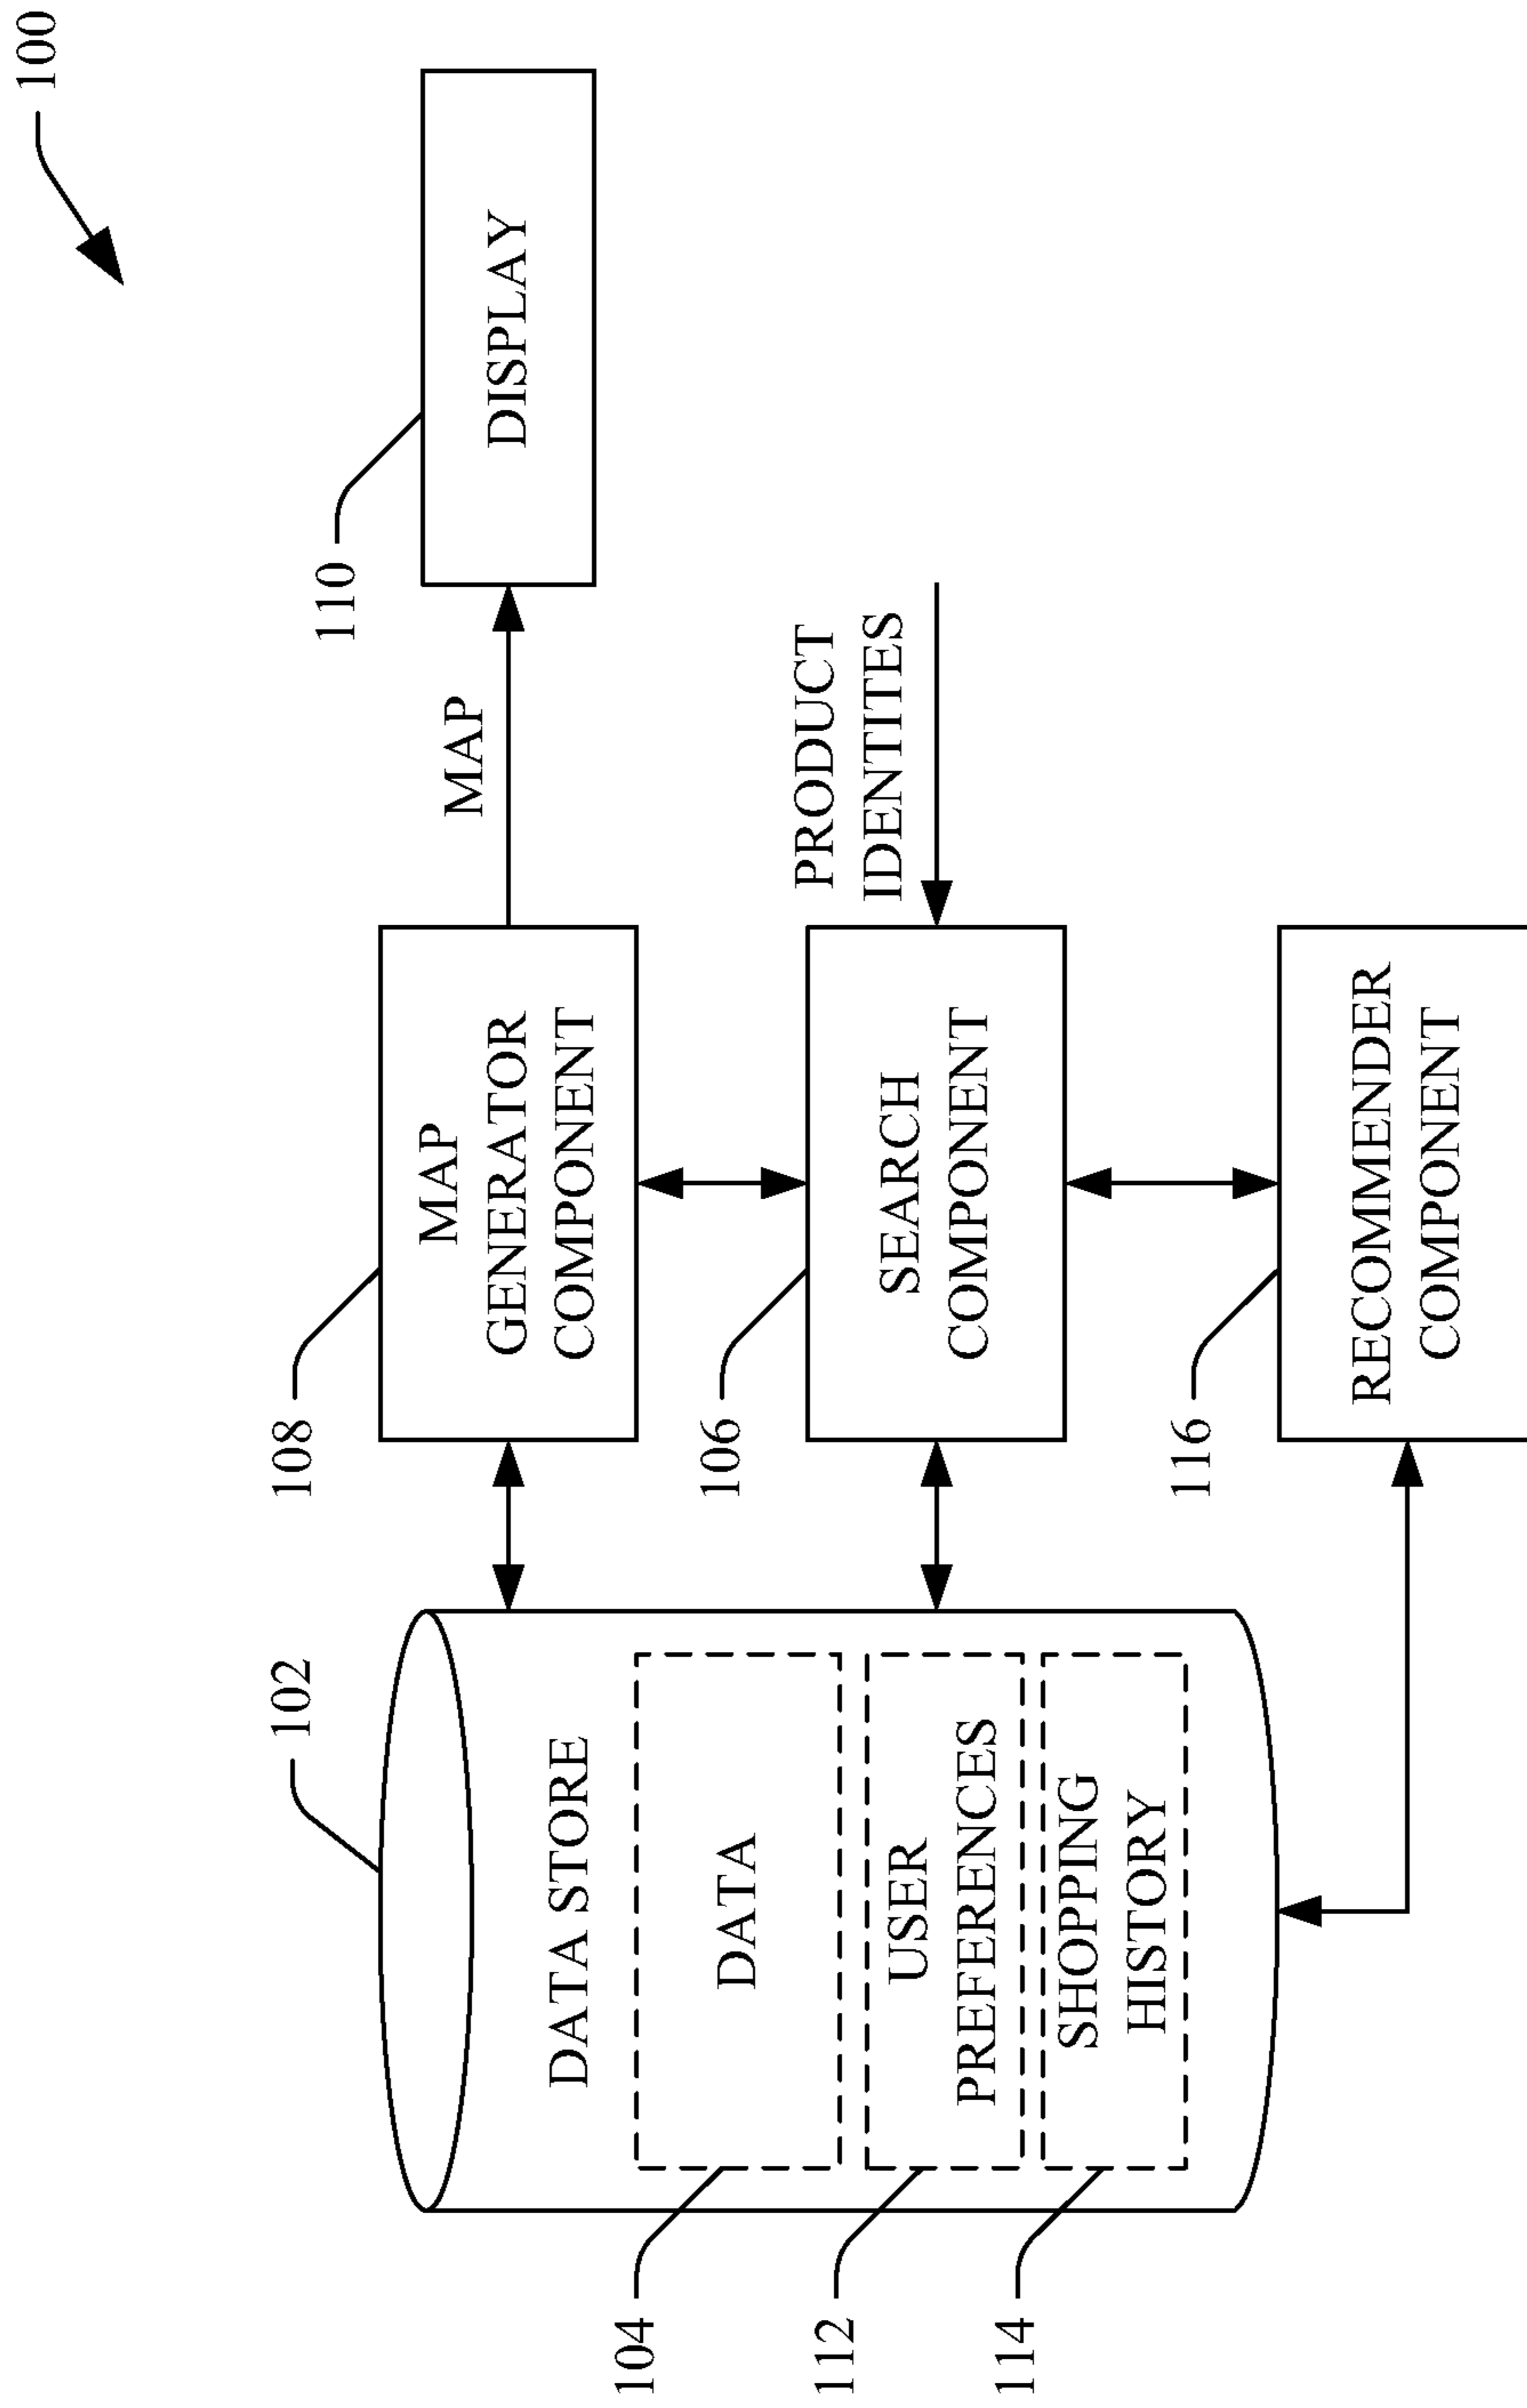 100
102
DATA STORE
104
DATA
112
USER
PREFERENCES
114
SHOPPING
HISTORY
108
MAP
GENERATOR
COMPONENT
MAP
110
DISPLAY
106
SEARCH
COMPONENT
PRODUCT
IDENTITES
116
RECOMMENDER
COMPONENT